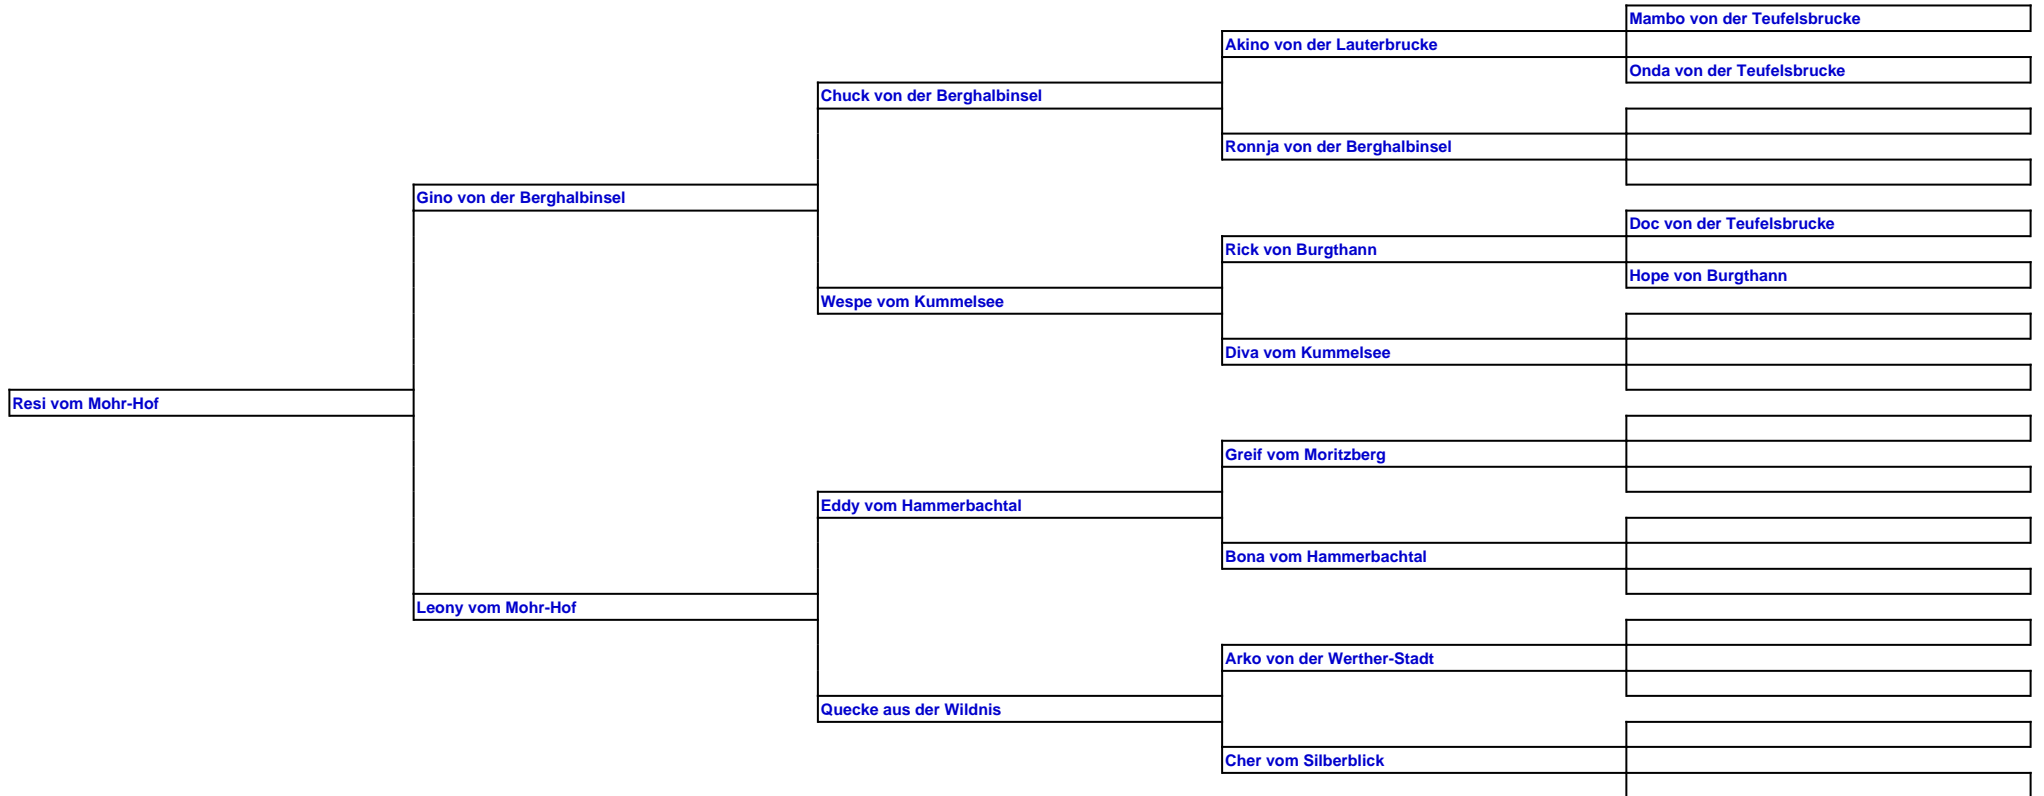 Mambo von der Teufelsbrucke
Akino von der Lauterbrucke
Onda von der Teufelsbrucke
Chuck von der Berghalbinsel
Ronnja von der Berghalbinsel
Gino von der Berghalbinsel
Doc von der Teufelsbrucke
Rick von Burgthann
Hope von Burgthann
Wespe vom Kummelsee
Diva vom Kummelsee
Resi vom Mohr-Hof
Greif vom Moritzberg
Eddy vom Hammerbachtal
Bona vom Hammerbachtal
Leony vom Mohr-Hof
Arko von der Werther-Stadt
Quecke aus der Wildnis
Cher vom Silberblick